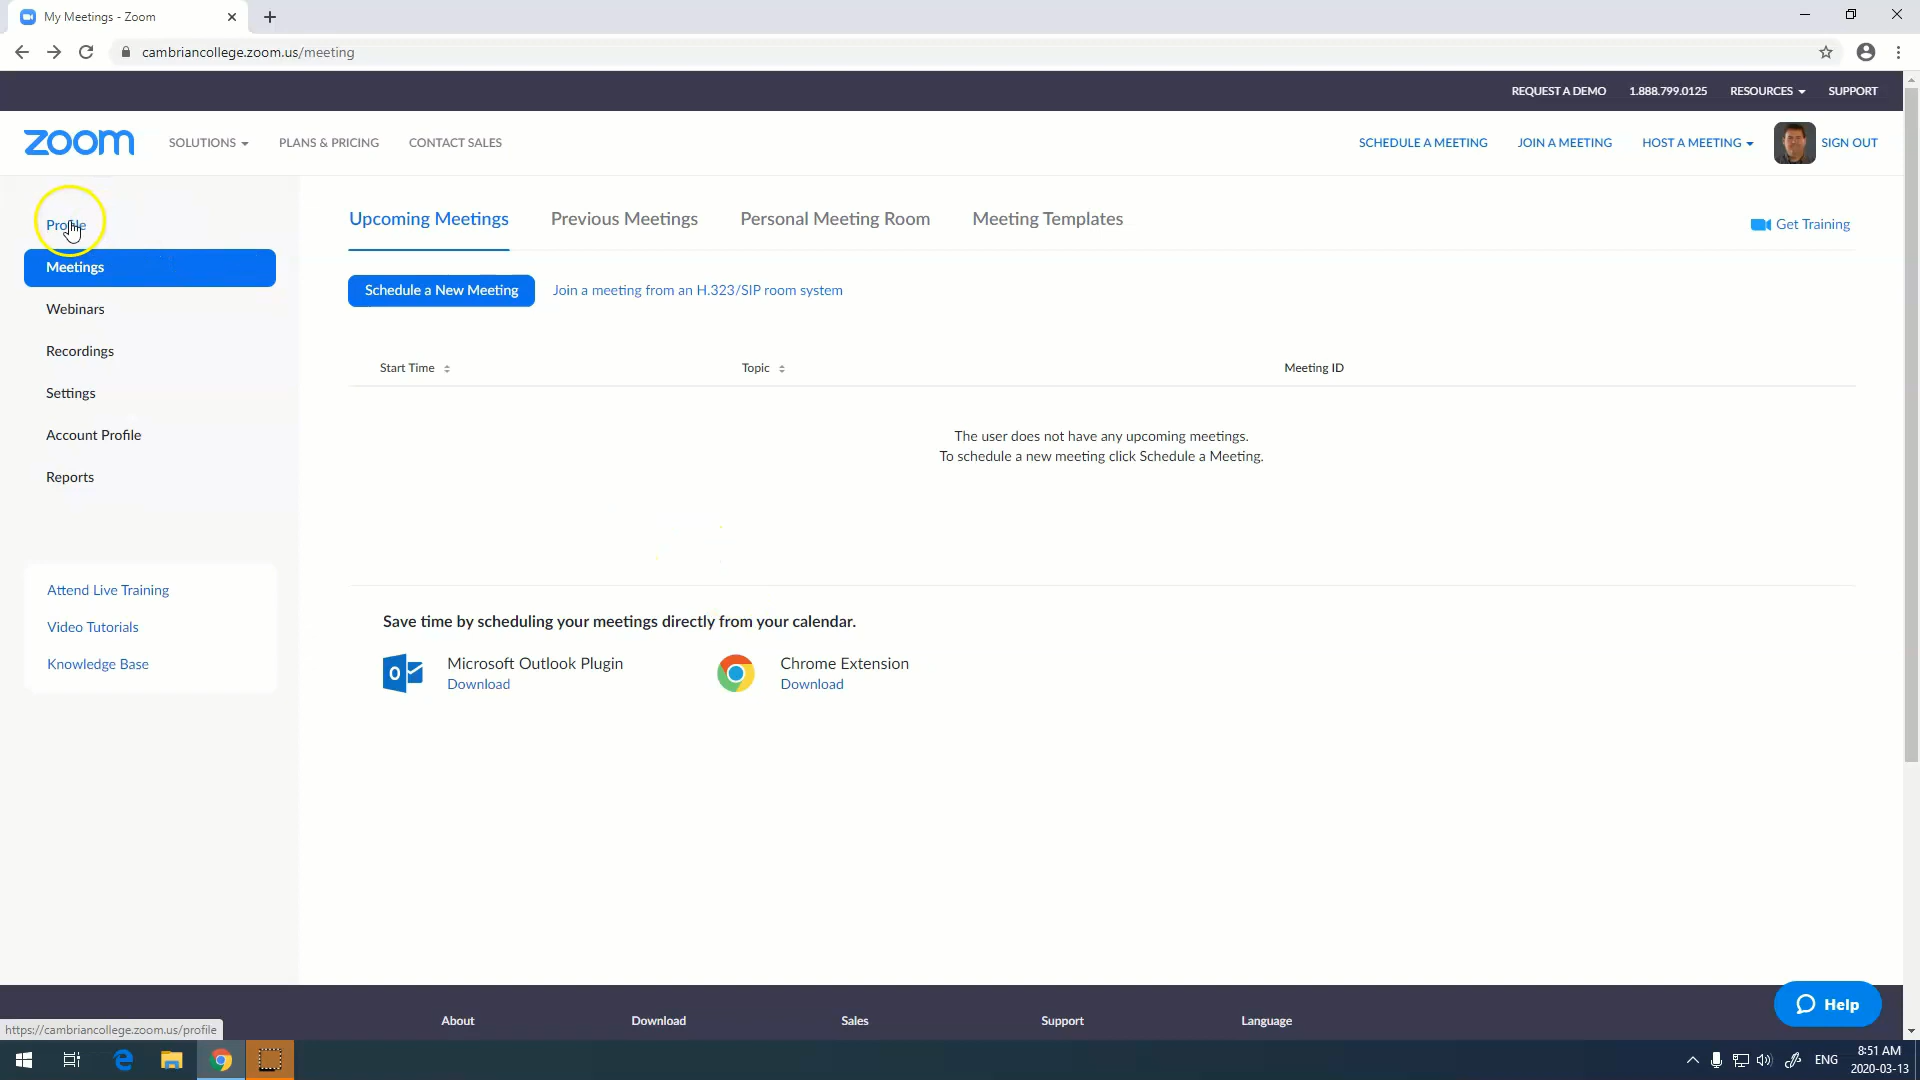 My Meetings - Zoom
cambriancollege.zoom.us/meeting
REQUEST A DEMO 1.888.799.0125 RESOURCES SUPPORT
zoom SOLUTIONS PLANS & PRICING CONTACT SALES SCHEDULE A MEETING JOIN A MEETING HOST A MEETING SIGN OUT
Profile
Meetings
Webinars
Recordings
Settings
Account Profile
Reports
Attend Live Training
Video Tutorials
Knowledge Base
Upcoming Meetings Previous Meetings Personal Meeting Room Meeting Templates
Get Training
Schedule a New Meeting Join a meeting from an H.323/SIP room system
Start Time Topic Meeting ID
The user does not have any upcoming meetings.
To schedule a new meeting click Schedule a Meeting.
Save time by scheduling your meetings directly from your calendar.
Microsoft Outlook Plugin
Download
Chrome Extension
Download
Help
About Download Sales Support Language
https://cambriancollege.zoom.us/profile
ENG
8:51 AM
2020-03-13